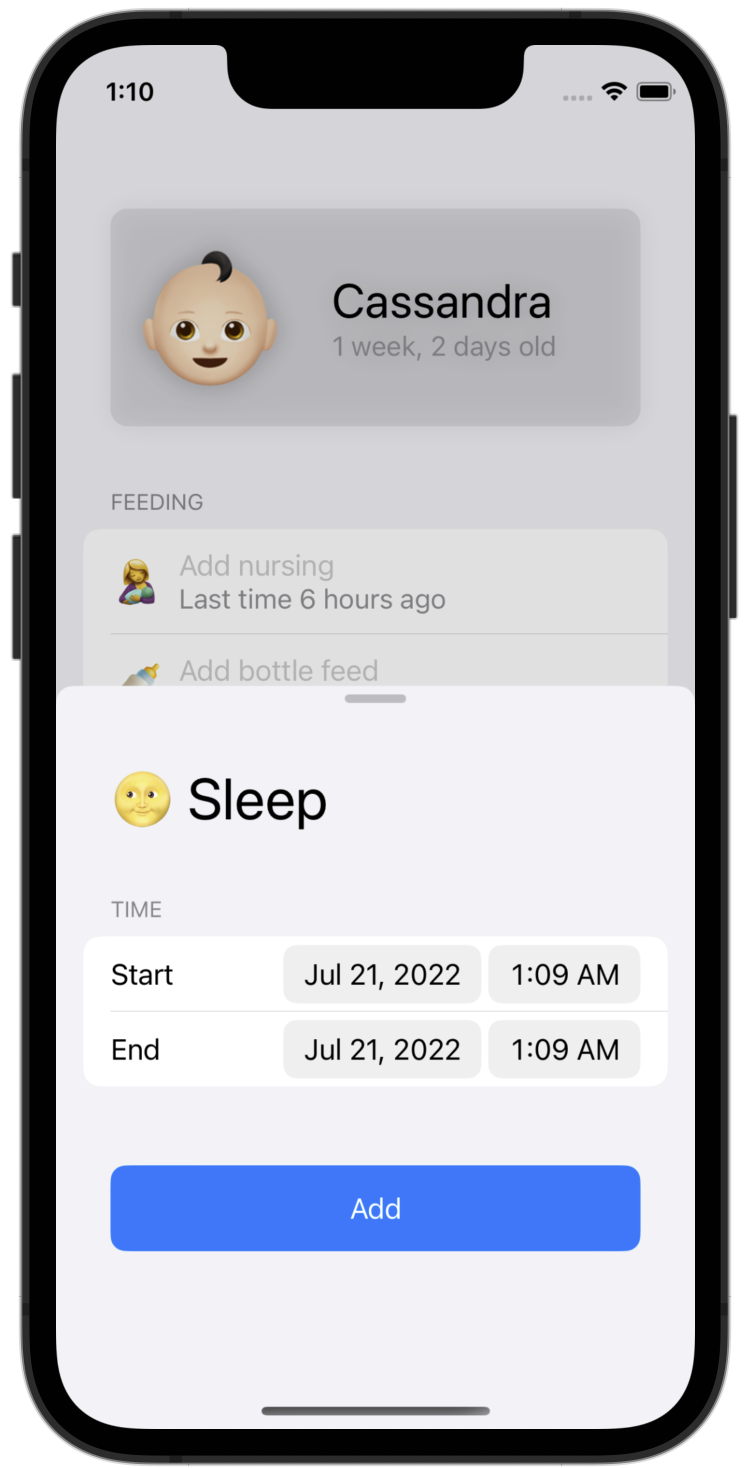 1:10
Cassandra
1 week, 2 days old
FEEDING
Add nursing
Last time 6 hours ago
Add bottle feed
Sleep
TIME
Start Jul 21, 2022 1:09 AM
End Jul 21, 2022 1:09 AM
Add